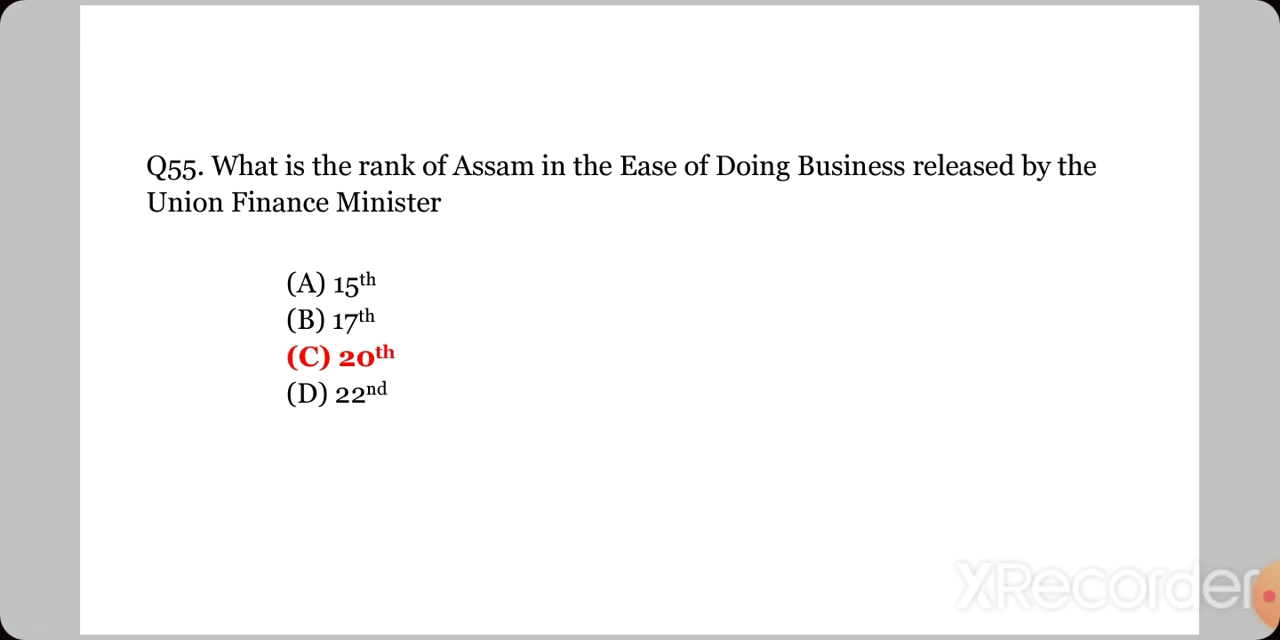 Q55. What is the rank of Assam in the Ease of Doing Business released by the
Union Finance Minister
(A) 15th
(B) 17th
(C) 20th
(D) 22nd
XRecorder